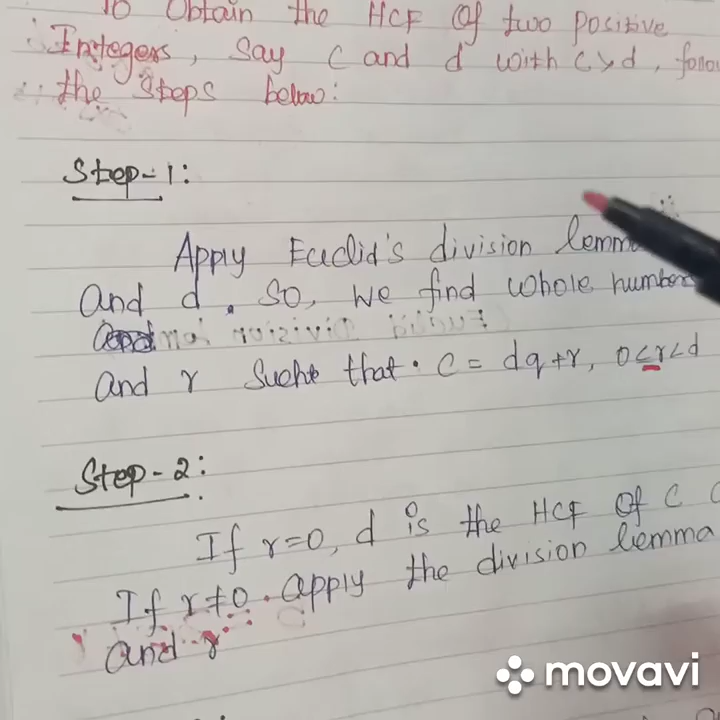 To Obtain the HCF Of two positive
Integers, Say C and d with c>d, follow
the Steps below:
Step-1:
Apply Euclid's division lemma
and d. So, we find whole numbers
and r Such that. C = dq+r, 0≤r<d
Step-2:
If r=0, d is the HCF Of C
If r≠0. apply the division lemma
and r
movavi